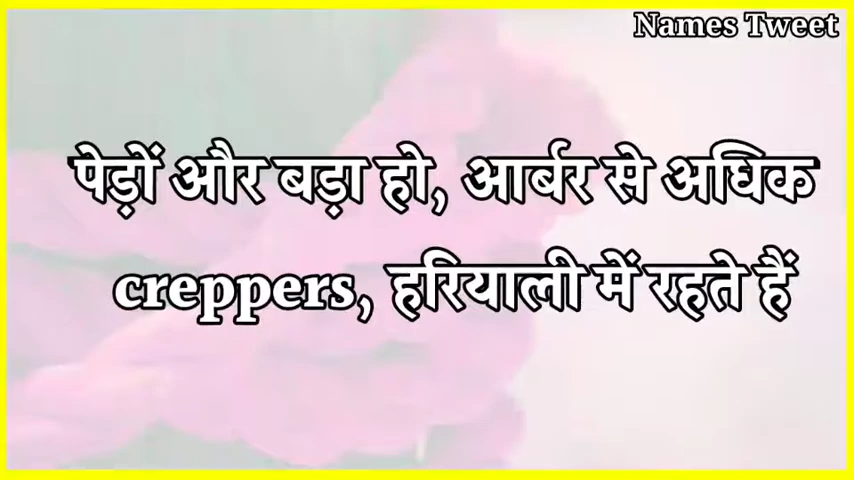 Names Tweet
पेड़ों और बड़ा हो, आर्बर से अधिक
creppers, हरियाली में रहते हैं